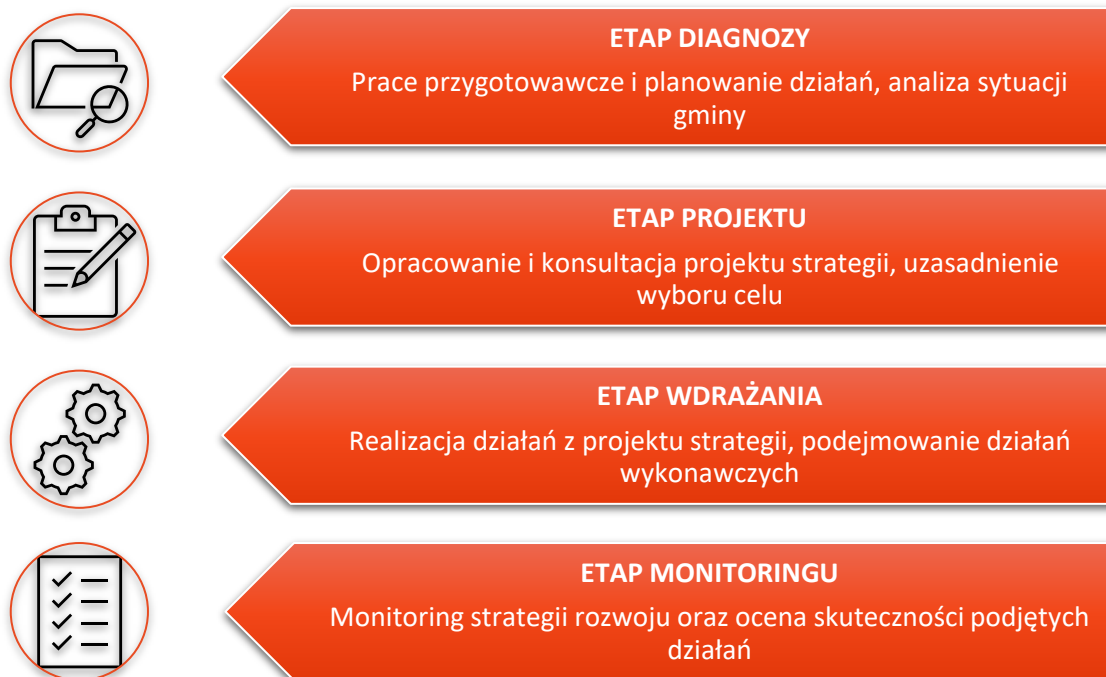 ETAP DIAGNOZY
Prace przygotowawcze i planowanie działań, analiza sytuacji
gminy
ETAP PROJEKTU
Opracowanie i konsultacja projektu strategii, uzasadnienie
wyboru celu
ETAP WDRAŻANIA
Realizacja działań z projektu strategii, podejmowanie działań
wykonawczych
ETAP MONITORINGU
Monitoring strategii rozwoju oraz ocena skuteczności podjętych
działań